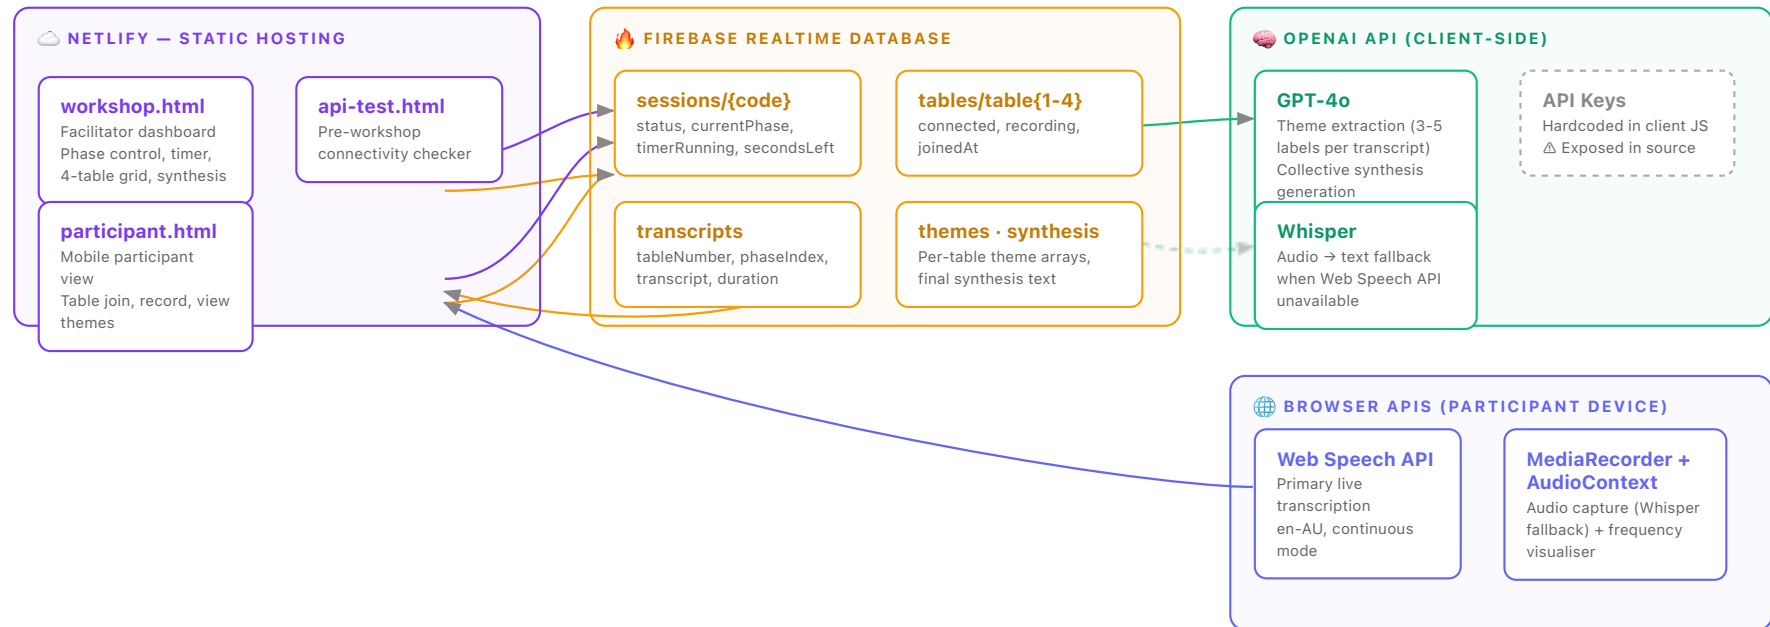 NETLIFY — STATIC HOSTING
workshop.html
Facilitator dashboard
Phase control, timer,
4-table grid, synthesis
api-test.html
Pre-workshop
connectivity checker
participant.html
Mobile participant
view
Table join, record, view
themes
FIREBASE REALTIME DATABASE
sessions/{code}
status, currentPhase,
timerRunning, secondsLeft
tables/table{1-4}
connected, recording,
joinedAt
transcripts
tableNumber, phaseIndex,
transcript, duration
themes · synthesis
Per-table theme arrays,
final synthesis text
OPENAI API (CLIENT-SIDE)
GPT-4o
Theme extraction (3–5
labels per transcript)
Collective synthesis
generation
API Keys
Hardcoded in client JS
⚠ Exposed in source
Whisper
Audio → text fallback
when Web Speech API
unavailable
BROWSER APIS (PARTICIPANT DEVICE)
Web Speech API
Primary live
transcription
en-AU, continuous
mode
MediaRecorder +
AudioContext
Audio capture (Whisper
fallback) + frequency
visualiser